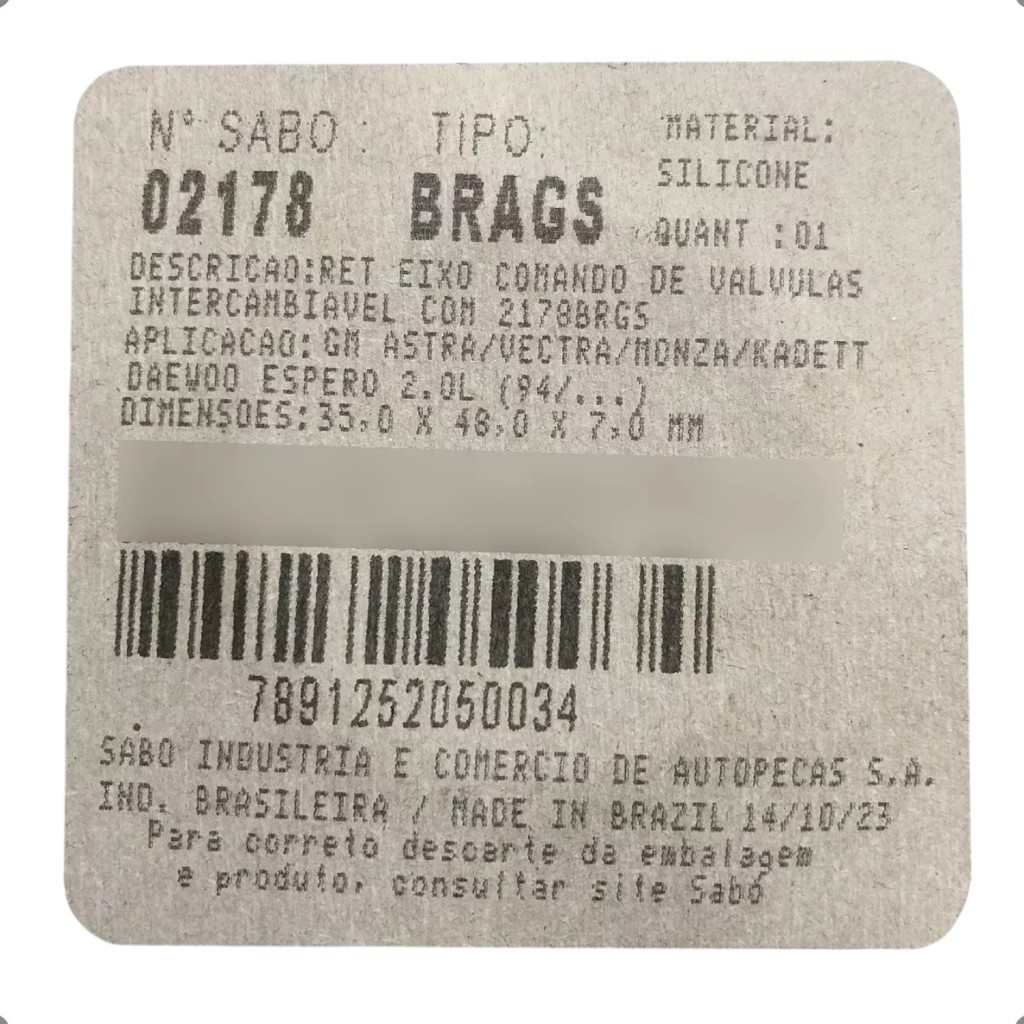 Nº SABO : TIPO: MATERIAL:
02178 BRAGS SILICONE
QUANT :01
DESCRICAO:RET EIXO COMANDO DE VALVULAS
INTERCAMBIAVEL COM 2178BRGS
APLICACAO:GM ASTRA/VECTRA/MONZA/KADETT
DAEWOO ESPERO 2.0L (94/...)
DIMENSOES:35,0 X 48,0 X 7,0 MM
7891252050034
SABO INDUSTRIA E COMERCIO DE AUTOPECAS S.A.
IND. BRASILEIRA / MADE IN BRAZIL 14/10/23
Para correto descarte da embalagem
e produto, consultar site Sabó